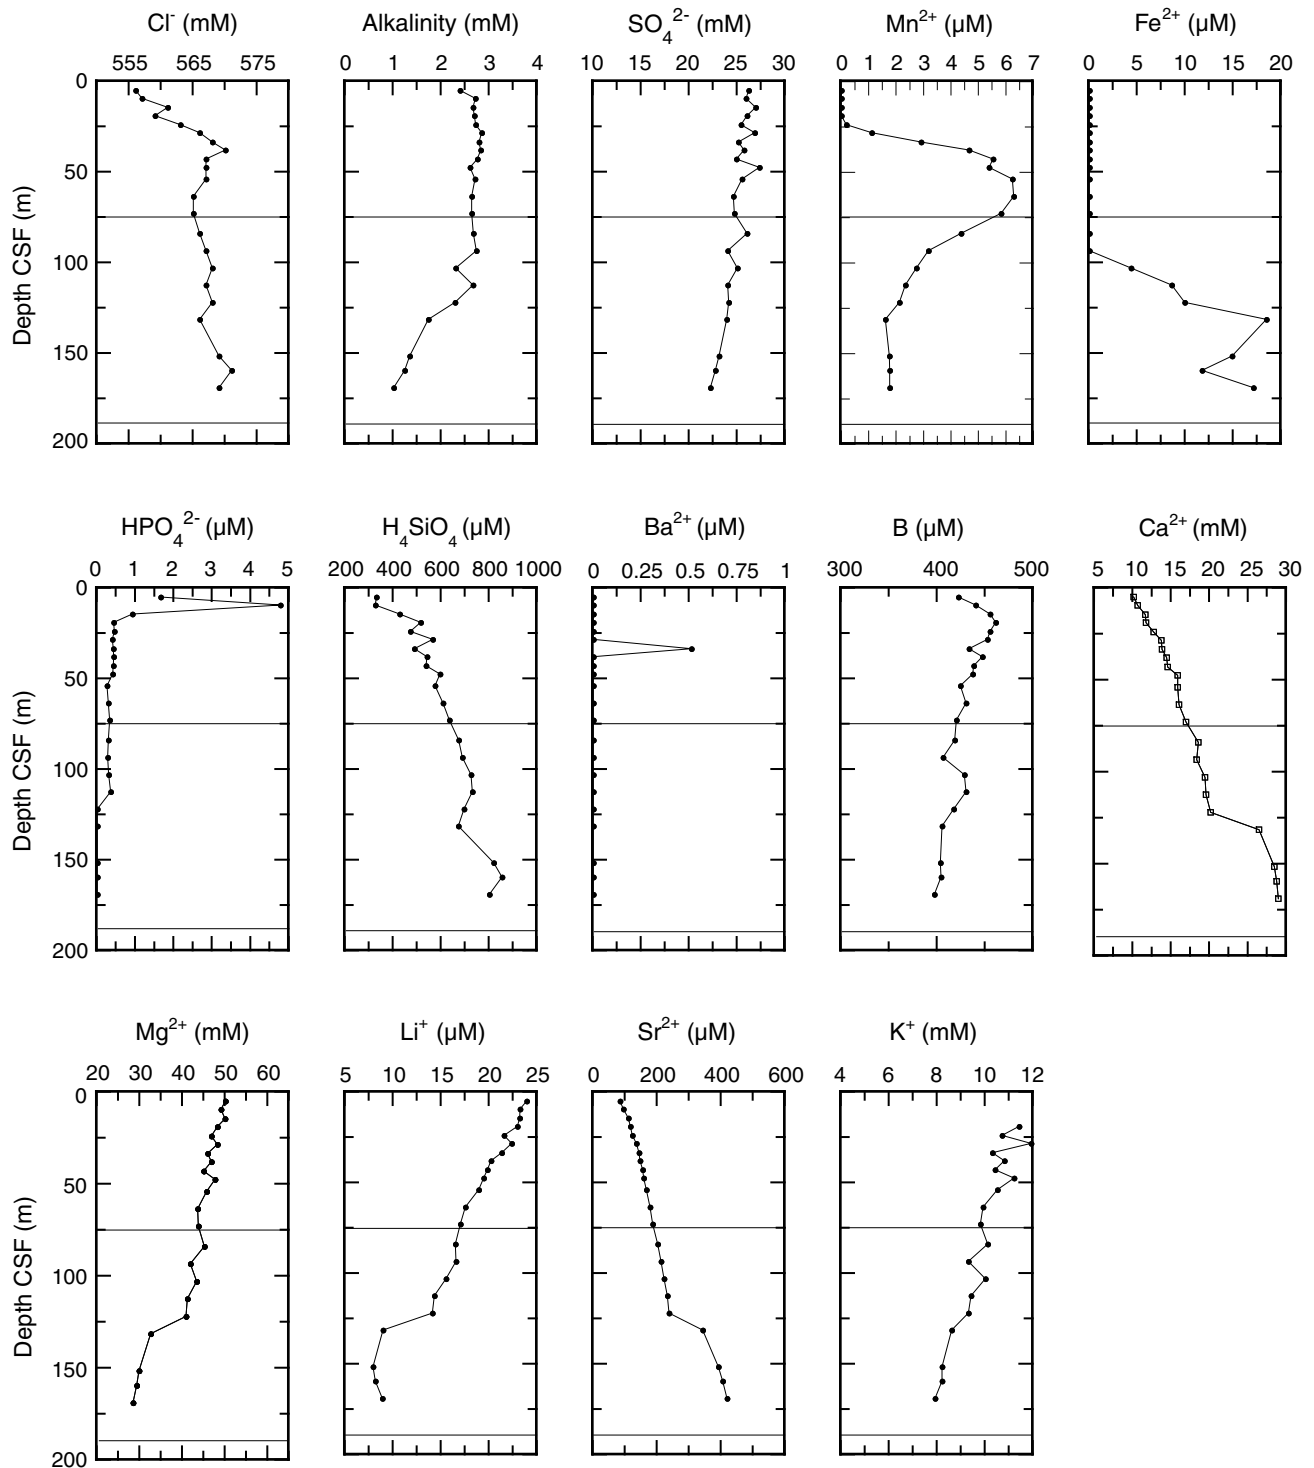 Cl⁻ (mM) Alkalinity (mM) SO₄²⁻ (mM) Mn²⁺ (µM) Fe²⁺ (µM)
555 565 575 0 1 2 3 4 10 15 20 25 30 0 1 2 3 4 5 6 7 0 5 10 15 20
0
50
100
150
200
Depth CSF (m)
HPO₄²⁻ (µM) H₄SiO₄ (µM) Ba²⁺ (µM) B (µM) Ca²⁺ (mM)
0 1 2 3 4 5 200 400 600 800 1000 0 0.25 0.5 0.75 1 300 400 500 5 10 15 20 25 30
0
50
100
150
200
Depth CSF (m)
Mg²⁺ (mM) Li⁺ (µM) Sr²⁺ (µM) K⁺ (mM)
20 30 40 50 60 5 10 15 20 25 0 200 400 600 4 6 8 10 12
0
50
100
150
200
Depth CSF (m)